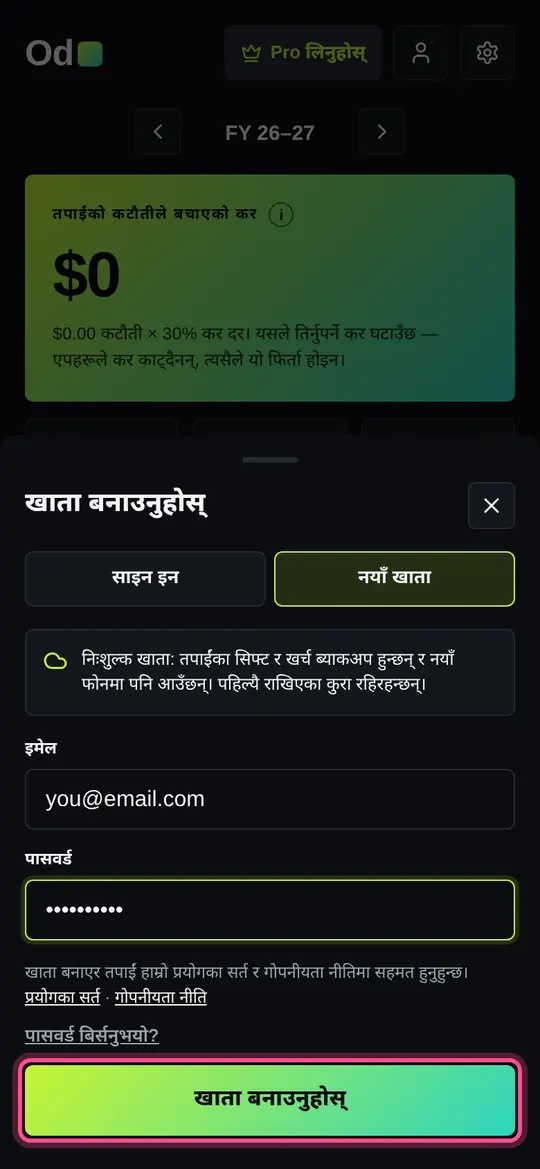 Od
Pro लिनुहोस्
FY 26–27
तपाईंको कटौतीले बचाएको कर
$0
$0.00 कटौती × 30% कर दर। यसले तिर्नुपर्ने कर घटाउँछ —
एपहरूले कर काट्दैनन्, त्यसैले यो फिर्ता होइन।
खाता बनाउनुहोस्
साइन इन
नयाँ खाता
निःशुल्क खाता: तपाईंका सिफ्ट र खर्च ब्याकअप हुन्छन् र नयाँ
फोनमा पनि आउँछन्। पहिल्यै राखिएका कुरा रहिरहन्छन्।
इमेल
you@email.com
पासवर्ड
••••••••••
खाता बनाएर तपाईं हाम्रो प्रयोगका सर्त र गोपनीयता नीतिमा सहमत हुनुहुन्छ।
प्रयोगका सर्त · गोपनीयता नीति
पासवर्ड बिर्सनुभयो?
खाता बनाउनुहोस्